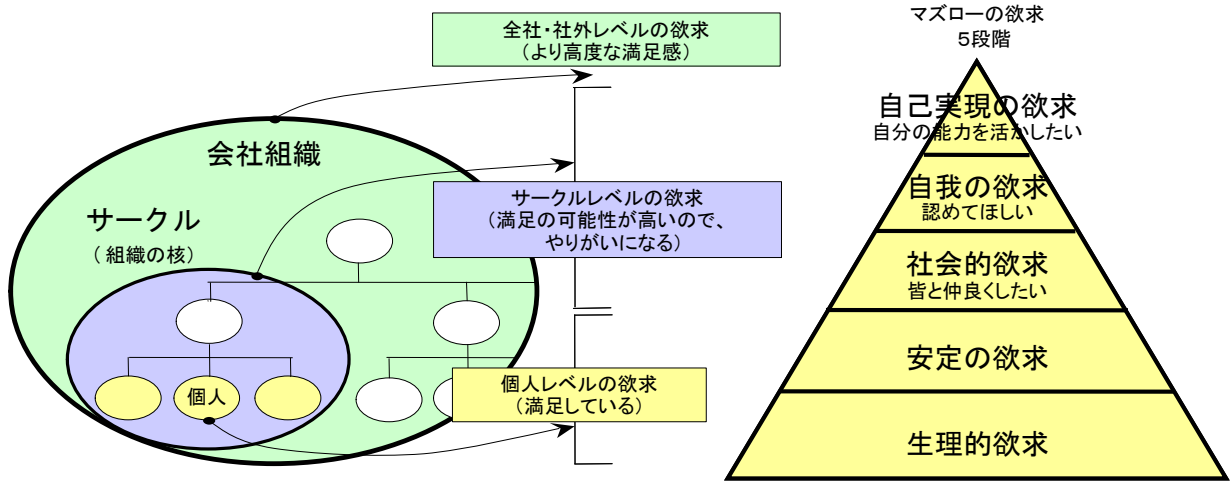 全社・社外レベルの欲求
（より高度な満足感）
会社組織
サークル
（組織の核）
サークルレベルの欲求
（満足の可能性が高いので、
やりがいになる）
個人
個人レベルの欲求
（満足している）
マズローの欲求
５段階
自己実現の欲求
自分の能力を活かしたい
自我の欲求
認めてほしい
社会的欲求
皆と仲良くしたい
安定の欲求
生理的欲求